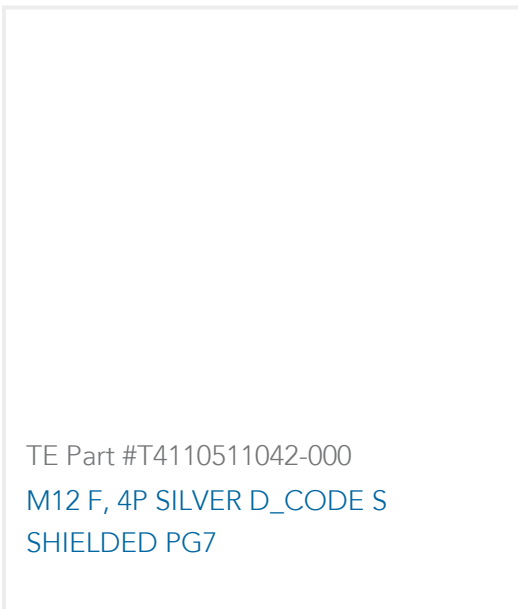 TE Part #T4110511042-000
M12 F, 4P SILVER D_CODE S
SHIELDED PG7